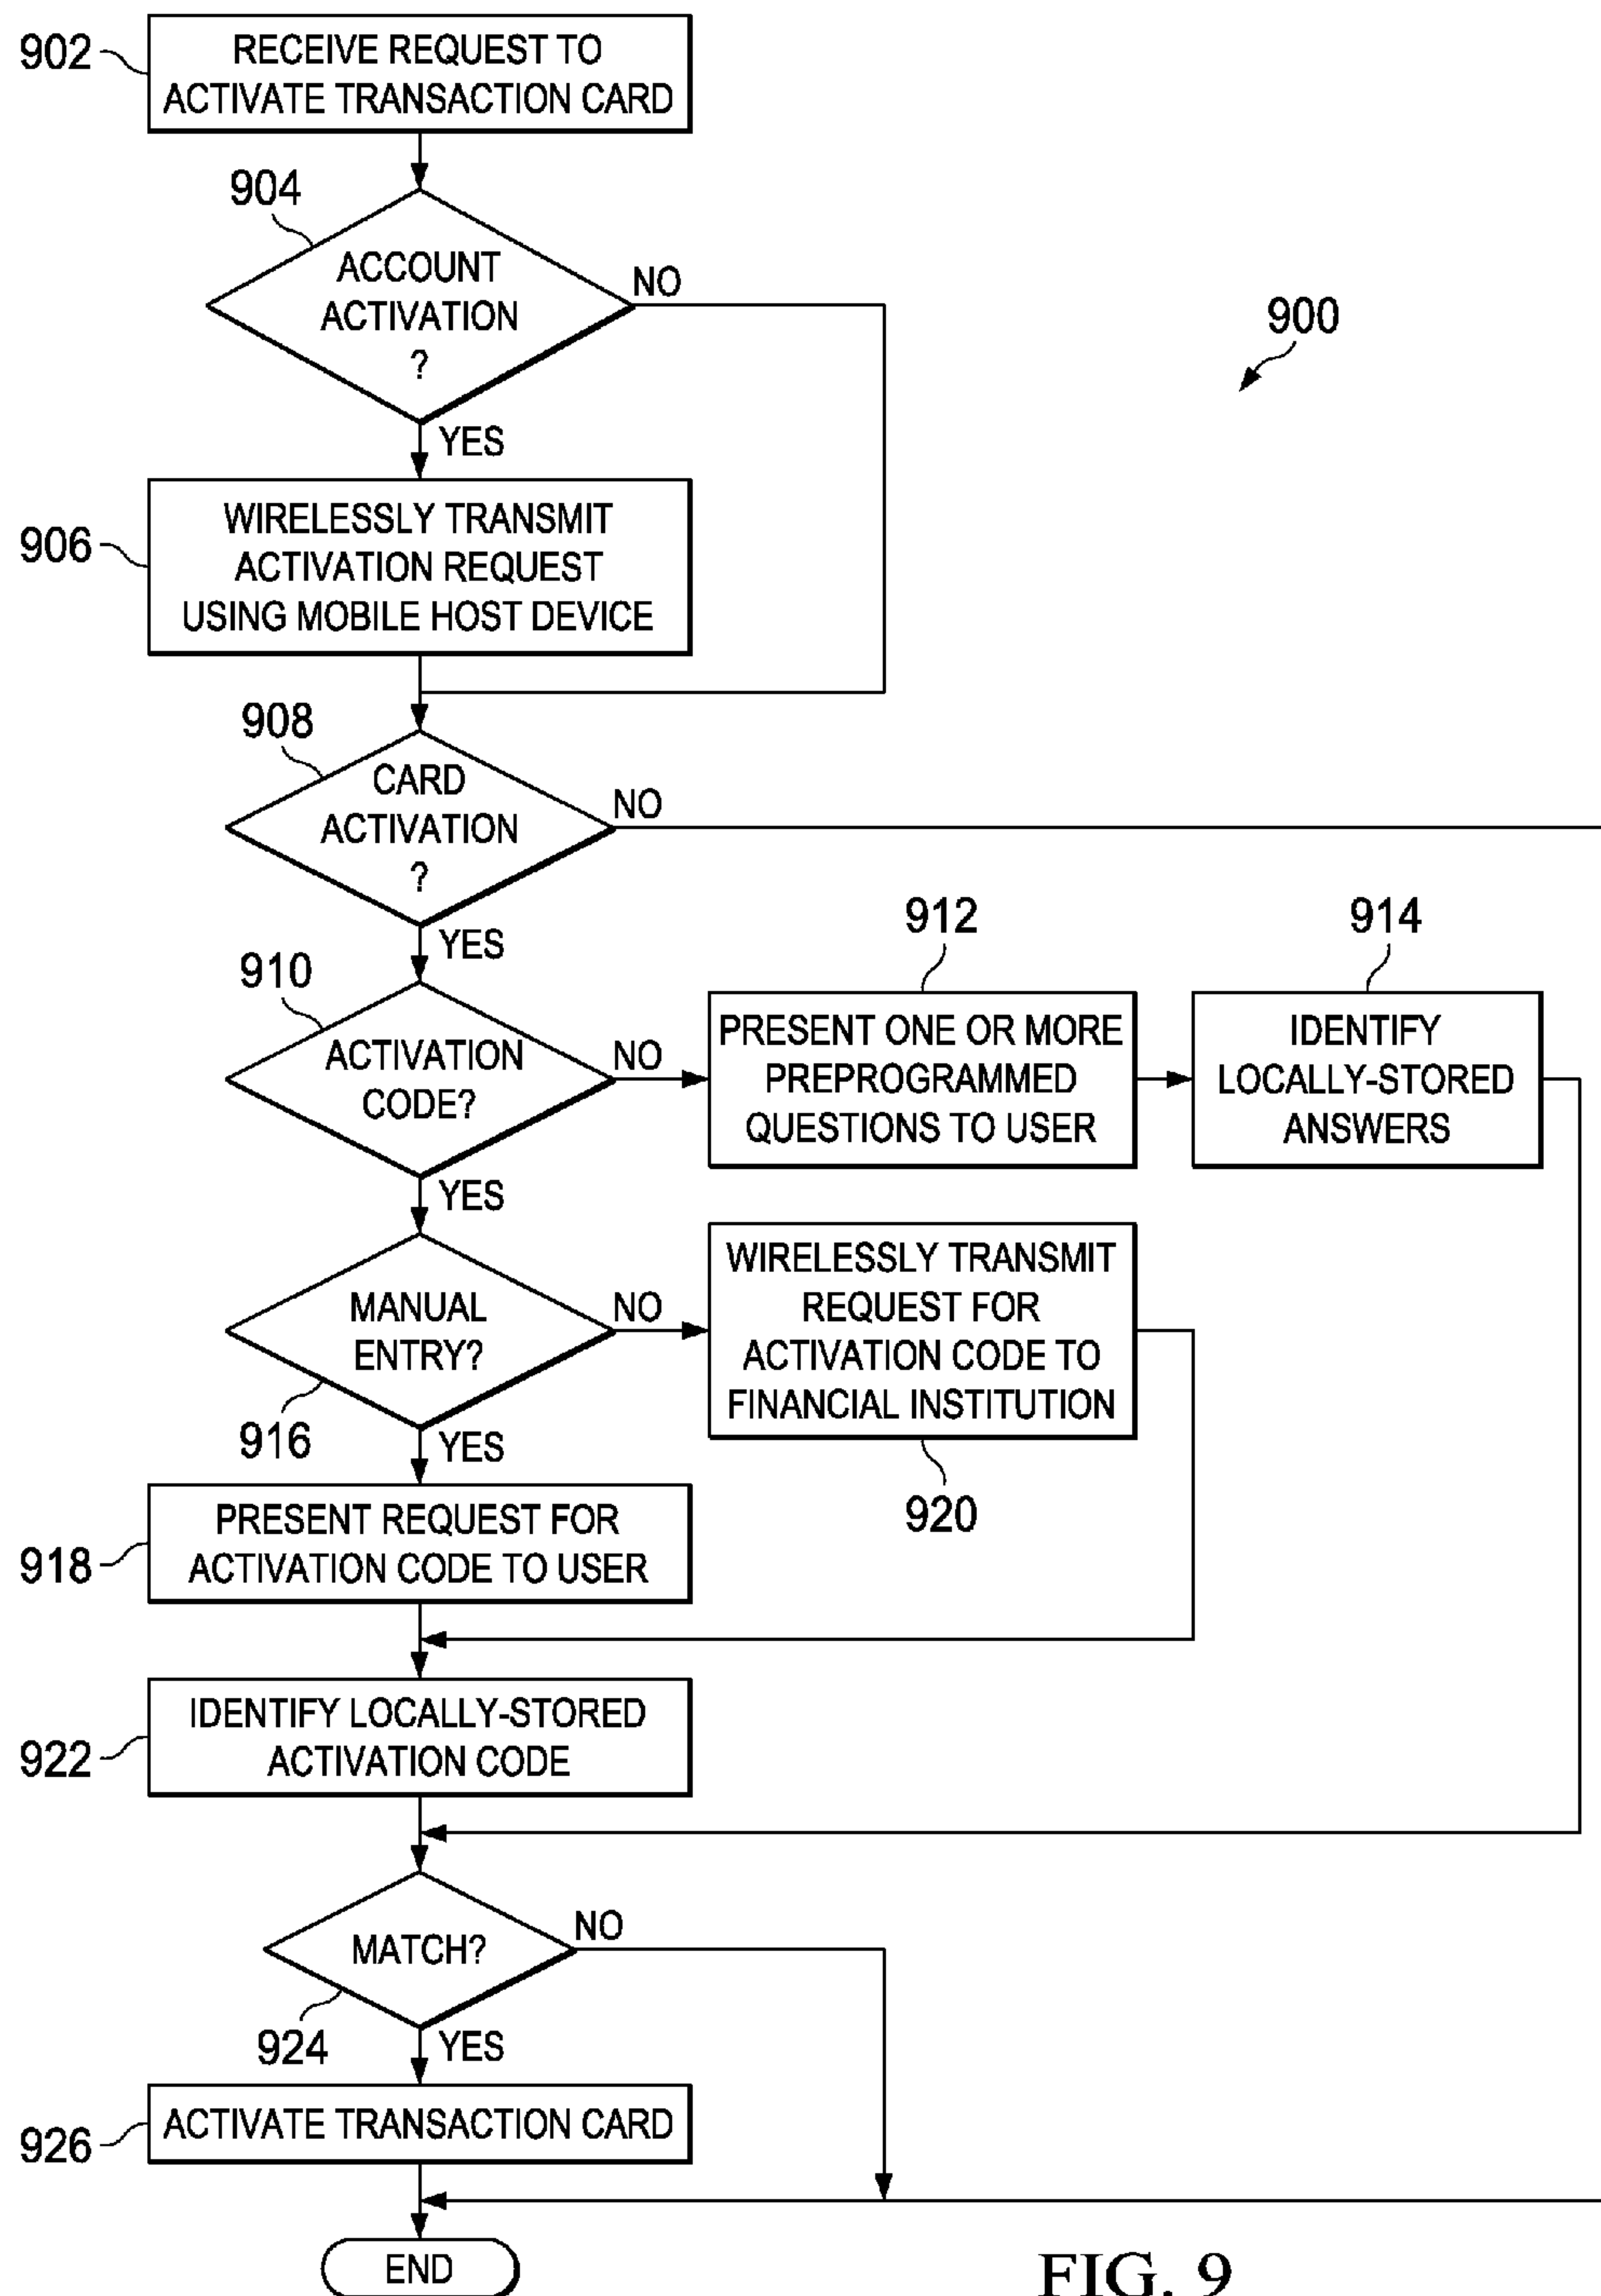 902
RECEIVE REQUEST TO
ACTIVATE TRANSACTION CARD
904
ACCOUNT
ACTIVATION
?
NO
YES
900
906
WIRELESSLY TRANSMIT
ACTIVATION REQUEST
USING MOBILE HOST DEVICE
908
CARD
ACTIVATION
?
NO
YES
910
ACTIVATION
CODE?
NO
YES
912
PRESENT ONE OR MORE
PREPROGRAMMED
QUESTIONS TO USER
914
IDENTIFY
LOCALLY-STORED
ANSWERS
MANUAL
ENTRY?
916
NO
YES
WIRELESSLY TRANSMIT
REQUEST FOR
ACTIVATION CODE TO
FINANCIAL INSTITUTION
920
918
PRESENT REQUEST FOR
ACTIVATION CODE TO USER
922
IDENTIFY LOCALLY-STORED
ACTIVATION CODE
MATCH?
NO
924
YES
926
ACTIVATE TRANSACTION CARD
END
FIG. 9